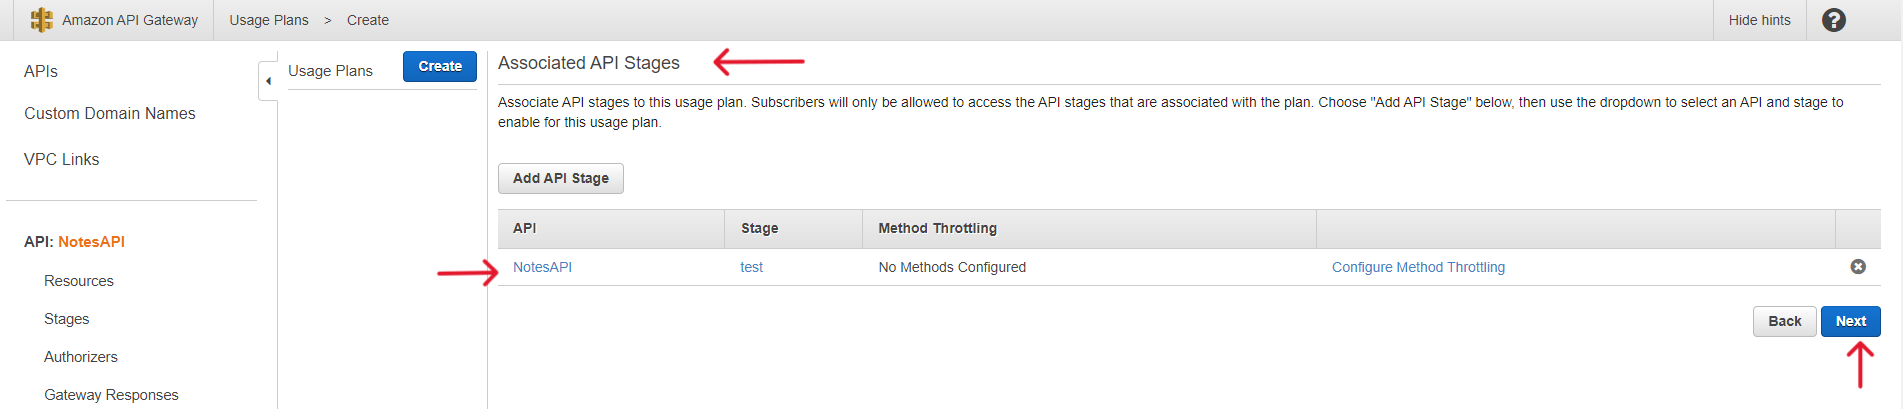 Amazon API Gateway
Usage Plans > Create
Hide hints
?
APIs
Custom Domain Names
VPC Links
API: NotesAPI
Resources
Stages
Authorizers
Gateway Responses
Usage Plans
Create
Associated API Stages
Associate API stages to this usage plan. Subscribers will only be allowed to access the API stages that are associated with the plan. Choose "Add API Stage" below, then use the dropdown to select an API and stage to
enable for this usage plan.
Add API Stage
API Stage Method Throttling
NotesAPI test No Methods Configured Configure Method Throttling
Back Next